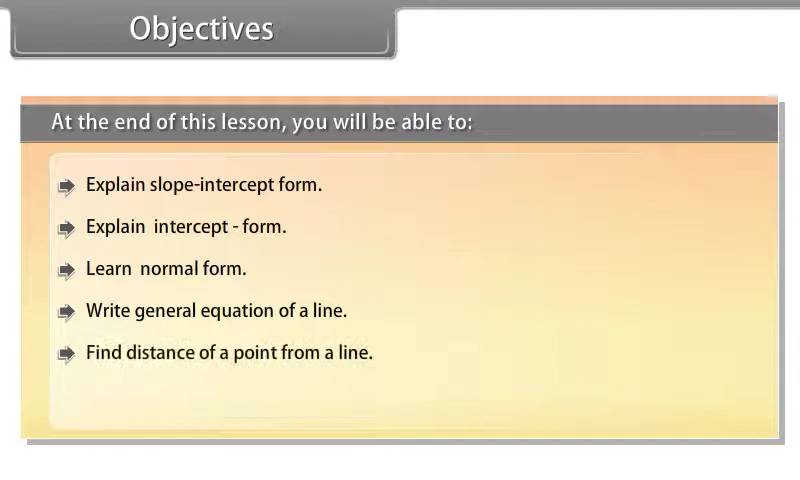 Objectives
At the end of this lesson, you will be able to:
Explain slope-intercept form.
Explain intercept - form.
Learn normal form.
Write general equation of a line.
Find distance of a point from a line.